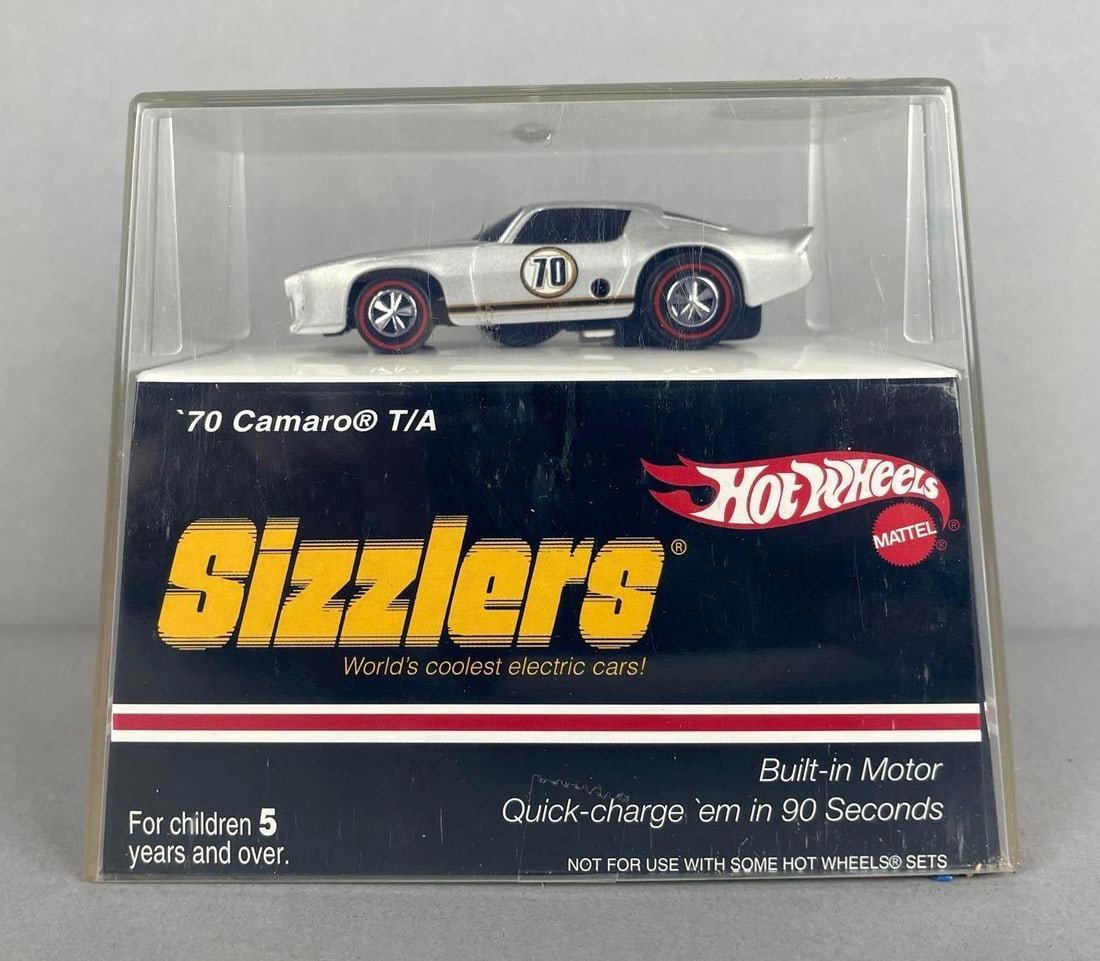 70
`70 Camaro® T/A
HOT WHEELS
MATTEL ®
®
Sizzlers®
World's coolest electric cars!
Built-in Motor
Quick-charge `em in 90 Seconds
For children 5
years and over.
NOT FOR USE WITH SOME HOT WHEELS® SETS